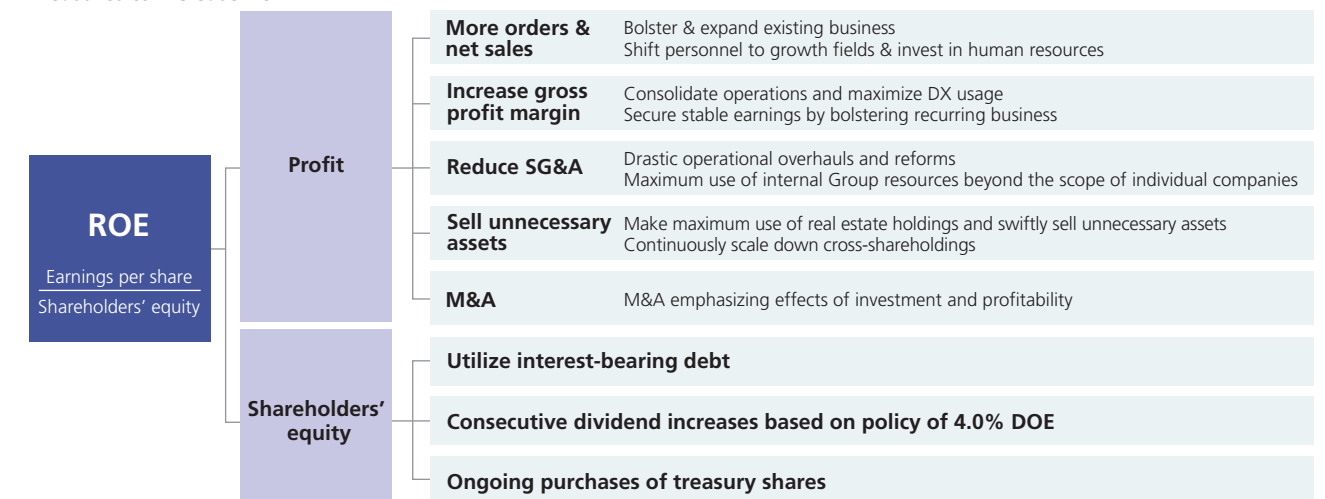 ROE
Earnings per share
Shareholders’ equity
Profit
More orders &
net sales
Bolster & expand existing business
Shift personnel to growth fields & invest in human resources
Increase gross
profit margin
Consolidate operations and maximize DX usage
Secure stable earnings by bolstering recurring business
Reduce SG&A
Drastic operational overhauls and reforms
Maximum use of internal Group resources beyond the scope of individual companies
Sell unnecessary
assets
Make maximum use of real estate holdings and swiftly sell unnecessary assets
Continuously scale down cross-shareholdings
M&A
M&A emphasizing effects of investment and profitability
Shareholders’
equity
Utilize interest-bearing debt
Consecutive dividend increases based on policy of 4.0% DOE
Ongoing purchases of treasury shares